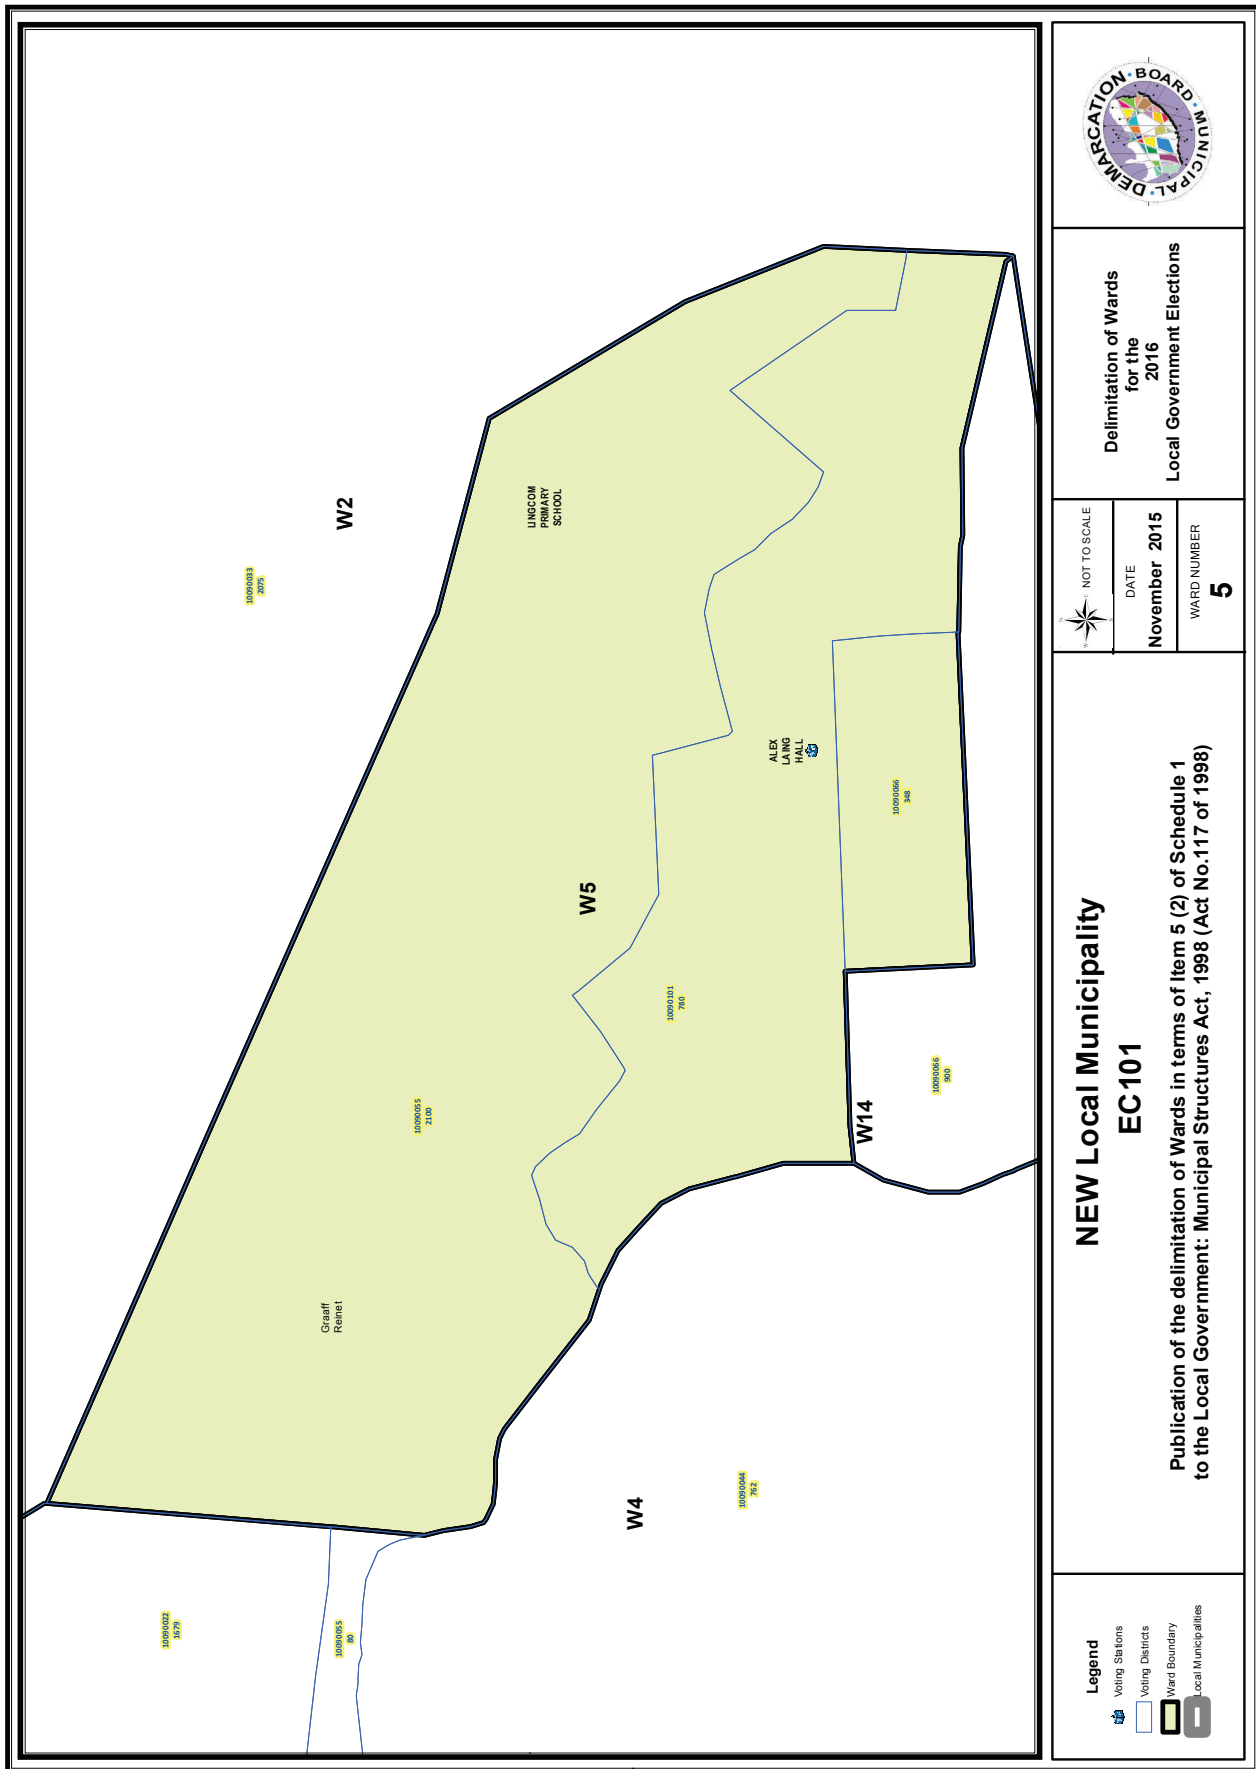 W2
10090033
2075
LINGCOM
PRIMARY
SCHOOL
W5
ALEX
LAING
HALL
10090066
348
10090101
780
10090055
2100
Graaff
Reinet
W14
10090066
900
W4
10090044
762
10090022
1679
10090055
80
Legend
Voting Stations
Voting Districts
Ward Boundary
Local Municipalities
NEW Local Municipality
EC101
Publication of the delimitation of Wards in terms of Item 5 (2) of Schedule 1
to the Local Government: Municipal Structures Act, 1998 (Act No.117 of 1998)
N
W
E
S
NOT TO SCALE
DATE
November 2015
WARD NUMBER
5
Delimitation of Wards
for the
2016
Local Government Elections
MUNICIPAL · DEMARCATION · BOARD ·